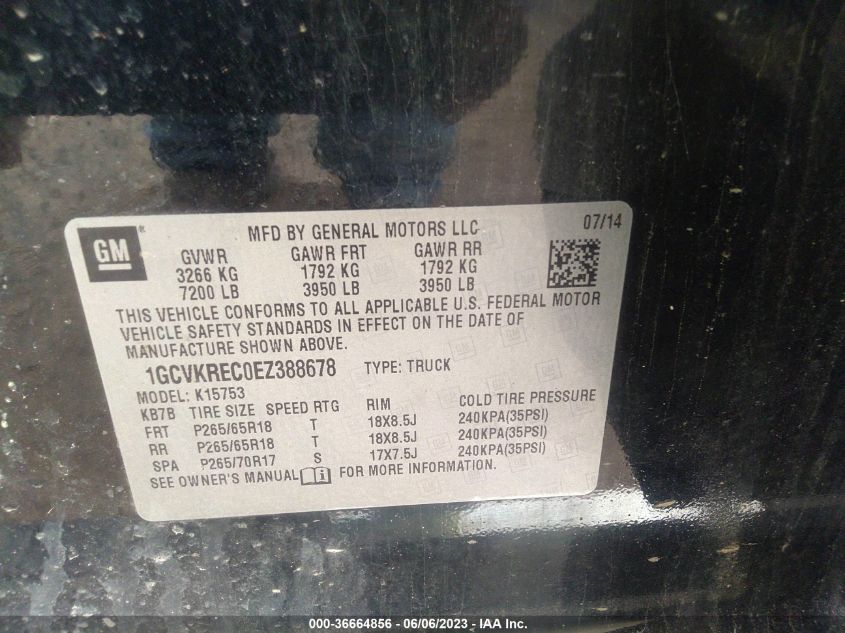 GM ®
MFD BY GENERAL MOTORS LLC 07/14
GVWR GAWR FRT GAWR RR
3266 KG 1792 KG 1792 KG
7200 LB 3950 LB 3950 LB
THIS VEHICLE CONFORMS TO ALL APPLICABLE U.S. FEDERAL MOTOR
VEHICLE SAFETY STANDARDS IN EFFECT ON THE DATE OF
MANUFACTURE SHOWN ABOVE.
1GCVKREC0EZ388678 TYPE: TRUCK
MODEL: K15753
KB7B TIRE SIZE SPEED RTG RIM COLD TIRE PRESSURE
FRT P265/65R18 T 18X8.5J 240KPA(35PSI)
RR P265/65R18 T 18X8.5J 240KPA(35PSI)
SPA P265/70R17 S 17X7.5J 240KPA(35PSI)
SEE OWNER'S MANUAL i FOR MORE INFORMATION.
000-36664856 - 06/06/2023 - IAA Inc.